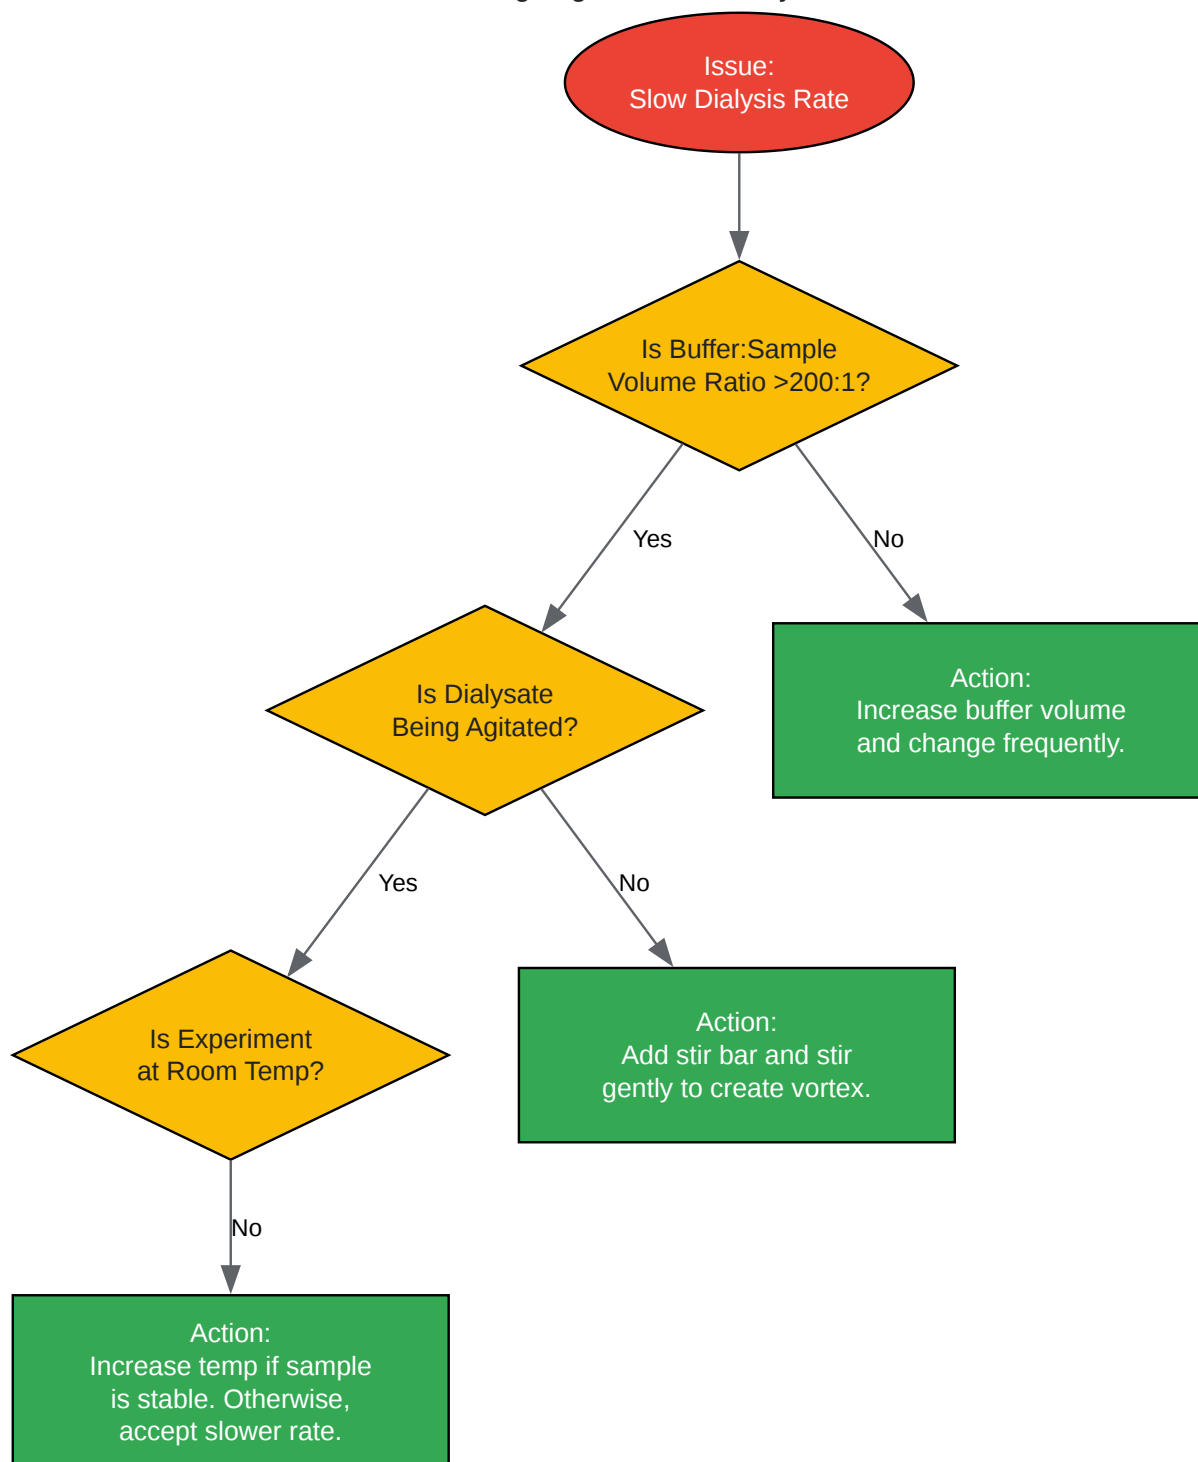 Issue:
Slow Dialysis Rate
Is Buffer:Sample
Volume Ratio >200:1?
Yes
No
Is Dialysate
Being Agitated?
Action:
Increase buffer volume
and change frequently.
Yes
No
Is Experiment
at Room Temp?
Action:
Add stir bar and stir
gently to create vortex.
No
Action:
Increase temp if sample
is stable. Otherwise,
accept slower rate.